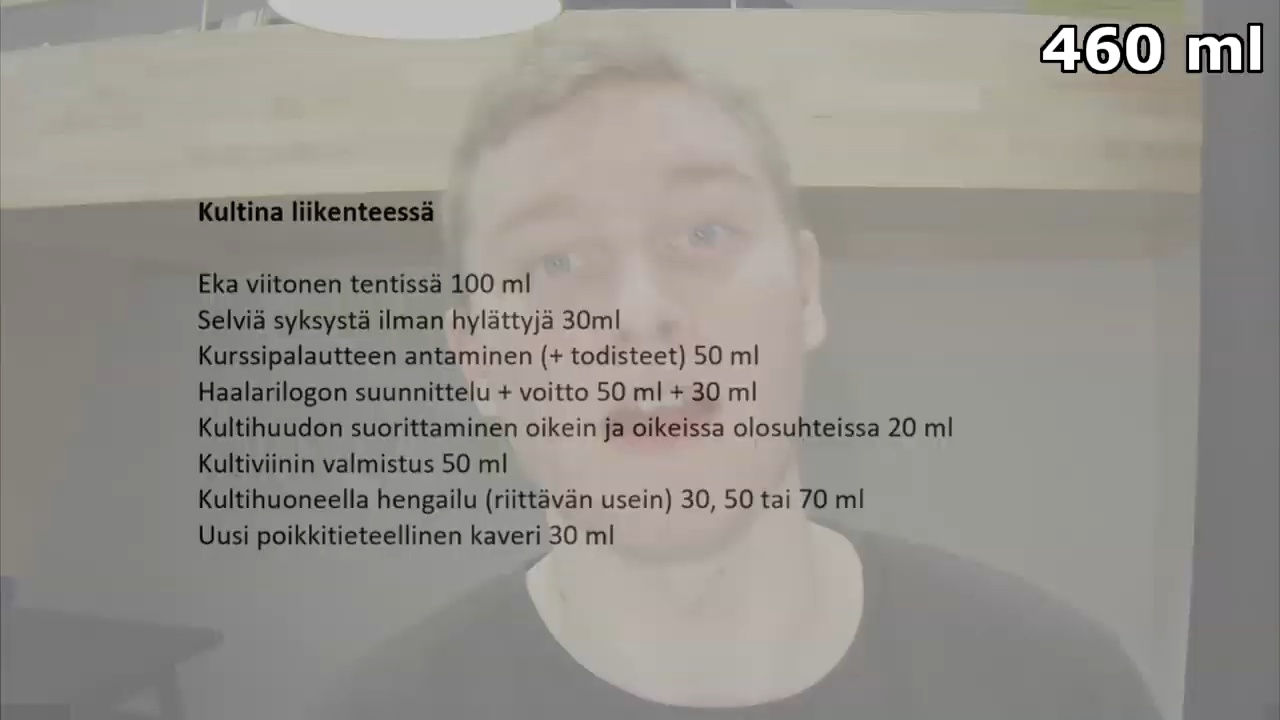 460 ml
Kultina liikenteessä
Eka viitonen tentissä 100 ml
Selviä syksystä ilman hylättyjä 30ml
Kurssipalautteen antaminen (+ todisteet) 50 ml
Haalarilogon suunnittelu + voitto 50 ml + 30 ml
Kultihuudon suorittaminen oikein ja oikeissa olosuhteissa 20 ml
Kultiviinin valmistus 50 ml
Kultihuoneella hengailu (riittävän usein) 30, 50 tai 70 ml
Uusi poikkitieteellinen kaveri 30 ml